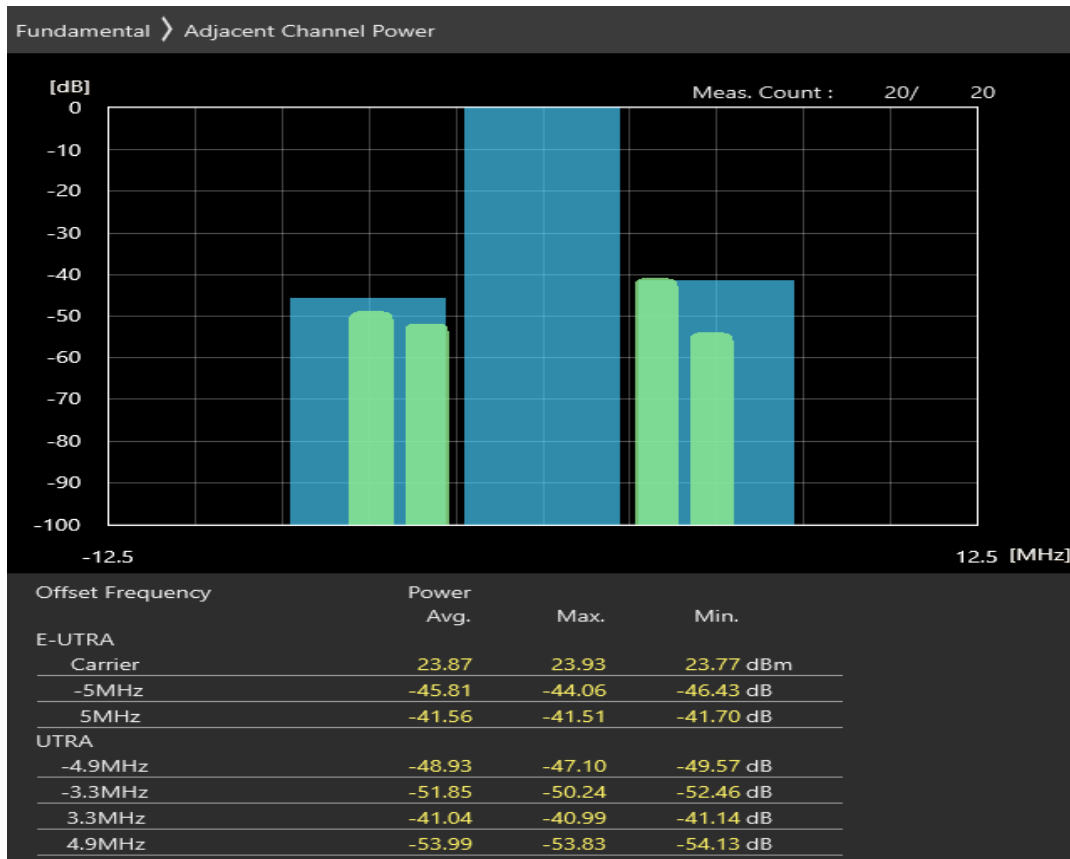 Fundamental ❯ Adjacent Channel Power
[dB]
Meas. Count : 20/ 20
0
-10
-20
-30
-40
-50
-60
-70
-80
-90
-100
-12.5 12.5 [MHz]
Offset Frequency Power
Avg. Max. Min.
E-UTRA
Carrier 23.87 23.93 23.77 dBm
-5MHz -45.81 -44.06 -46.43 dB
5MHz -41.56 -41.51 -41.70 dB
UTRA
-4.9MHz -48.93 -47.10 -49.57 dB
-3.3MHz -51.85 -50.24 -52.46 dB
3.3MHz -41.04 -40.99 -41.14 dB
4.9MHz -53.99 -53.83 -54.13 dB